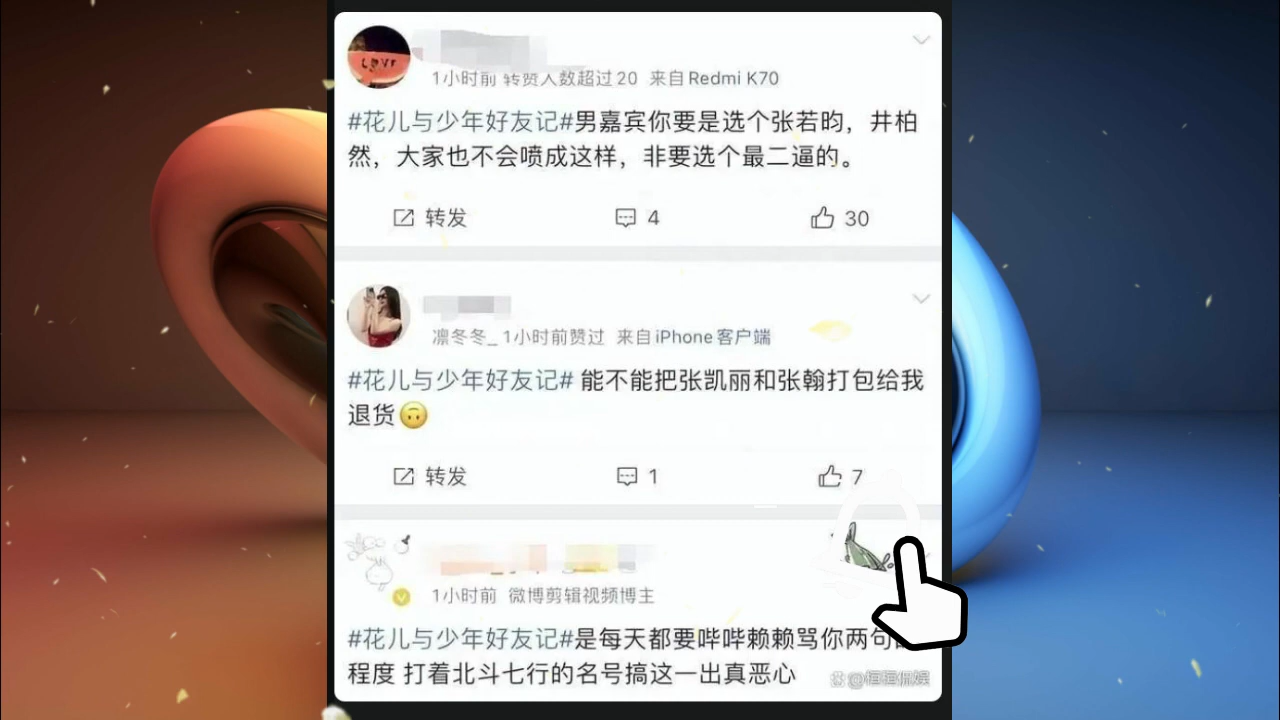 LOVE
1小时前 转赞人数超过20 来自Redmi K70
#花儿与少年好友记#男嘉宾你要是选个张若昀，井柏
然，大家也不会喷成这样，非要选个最二逼的。
转发 4 30
凛冬冬_ 1小时前赞过 来自iPhone客户端
#花儿与少年好友记# 能不能把张凯丽和张翰打包给我
退货🙃
转发 1 7
1小时前 微博剪辑视频博主
#花儿与少年好友记#是每天都要哔哔赖赖骂你两句
程度 打着北斗七行的名号搞这一出真恶心